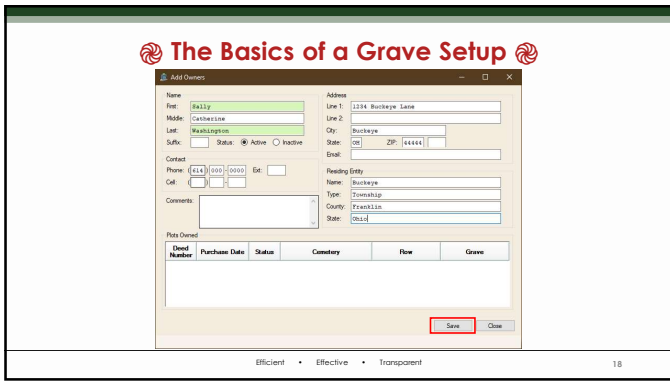 The Basics of a Grave Setup
Add Owners
Name
First: Sally
Middle: Catherine
Last: Washington
Suffix: Status: Active Inactive
Contact
Phone: (614) 000-0000 Ext:
Cell: ( ) -
Comments:
Address
Line 1: 1234 Buckeye Lane
Line 2:
City: Buckeye
State: OH ZIP: 44444
Email:
Residing Entity
Name: Buckeye
Type: Township
County: Franklin
State: Ohio
Plots Owned
Deed Number Purchase Date Status Cemetery Row Grave
Save Close
Efficient • Effective • Transparent 18